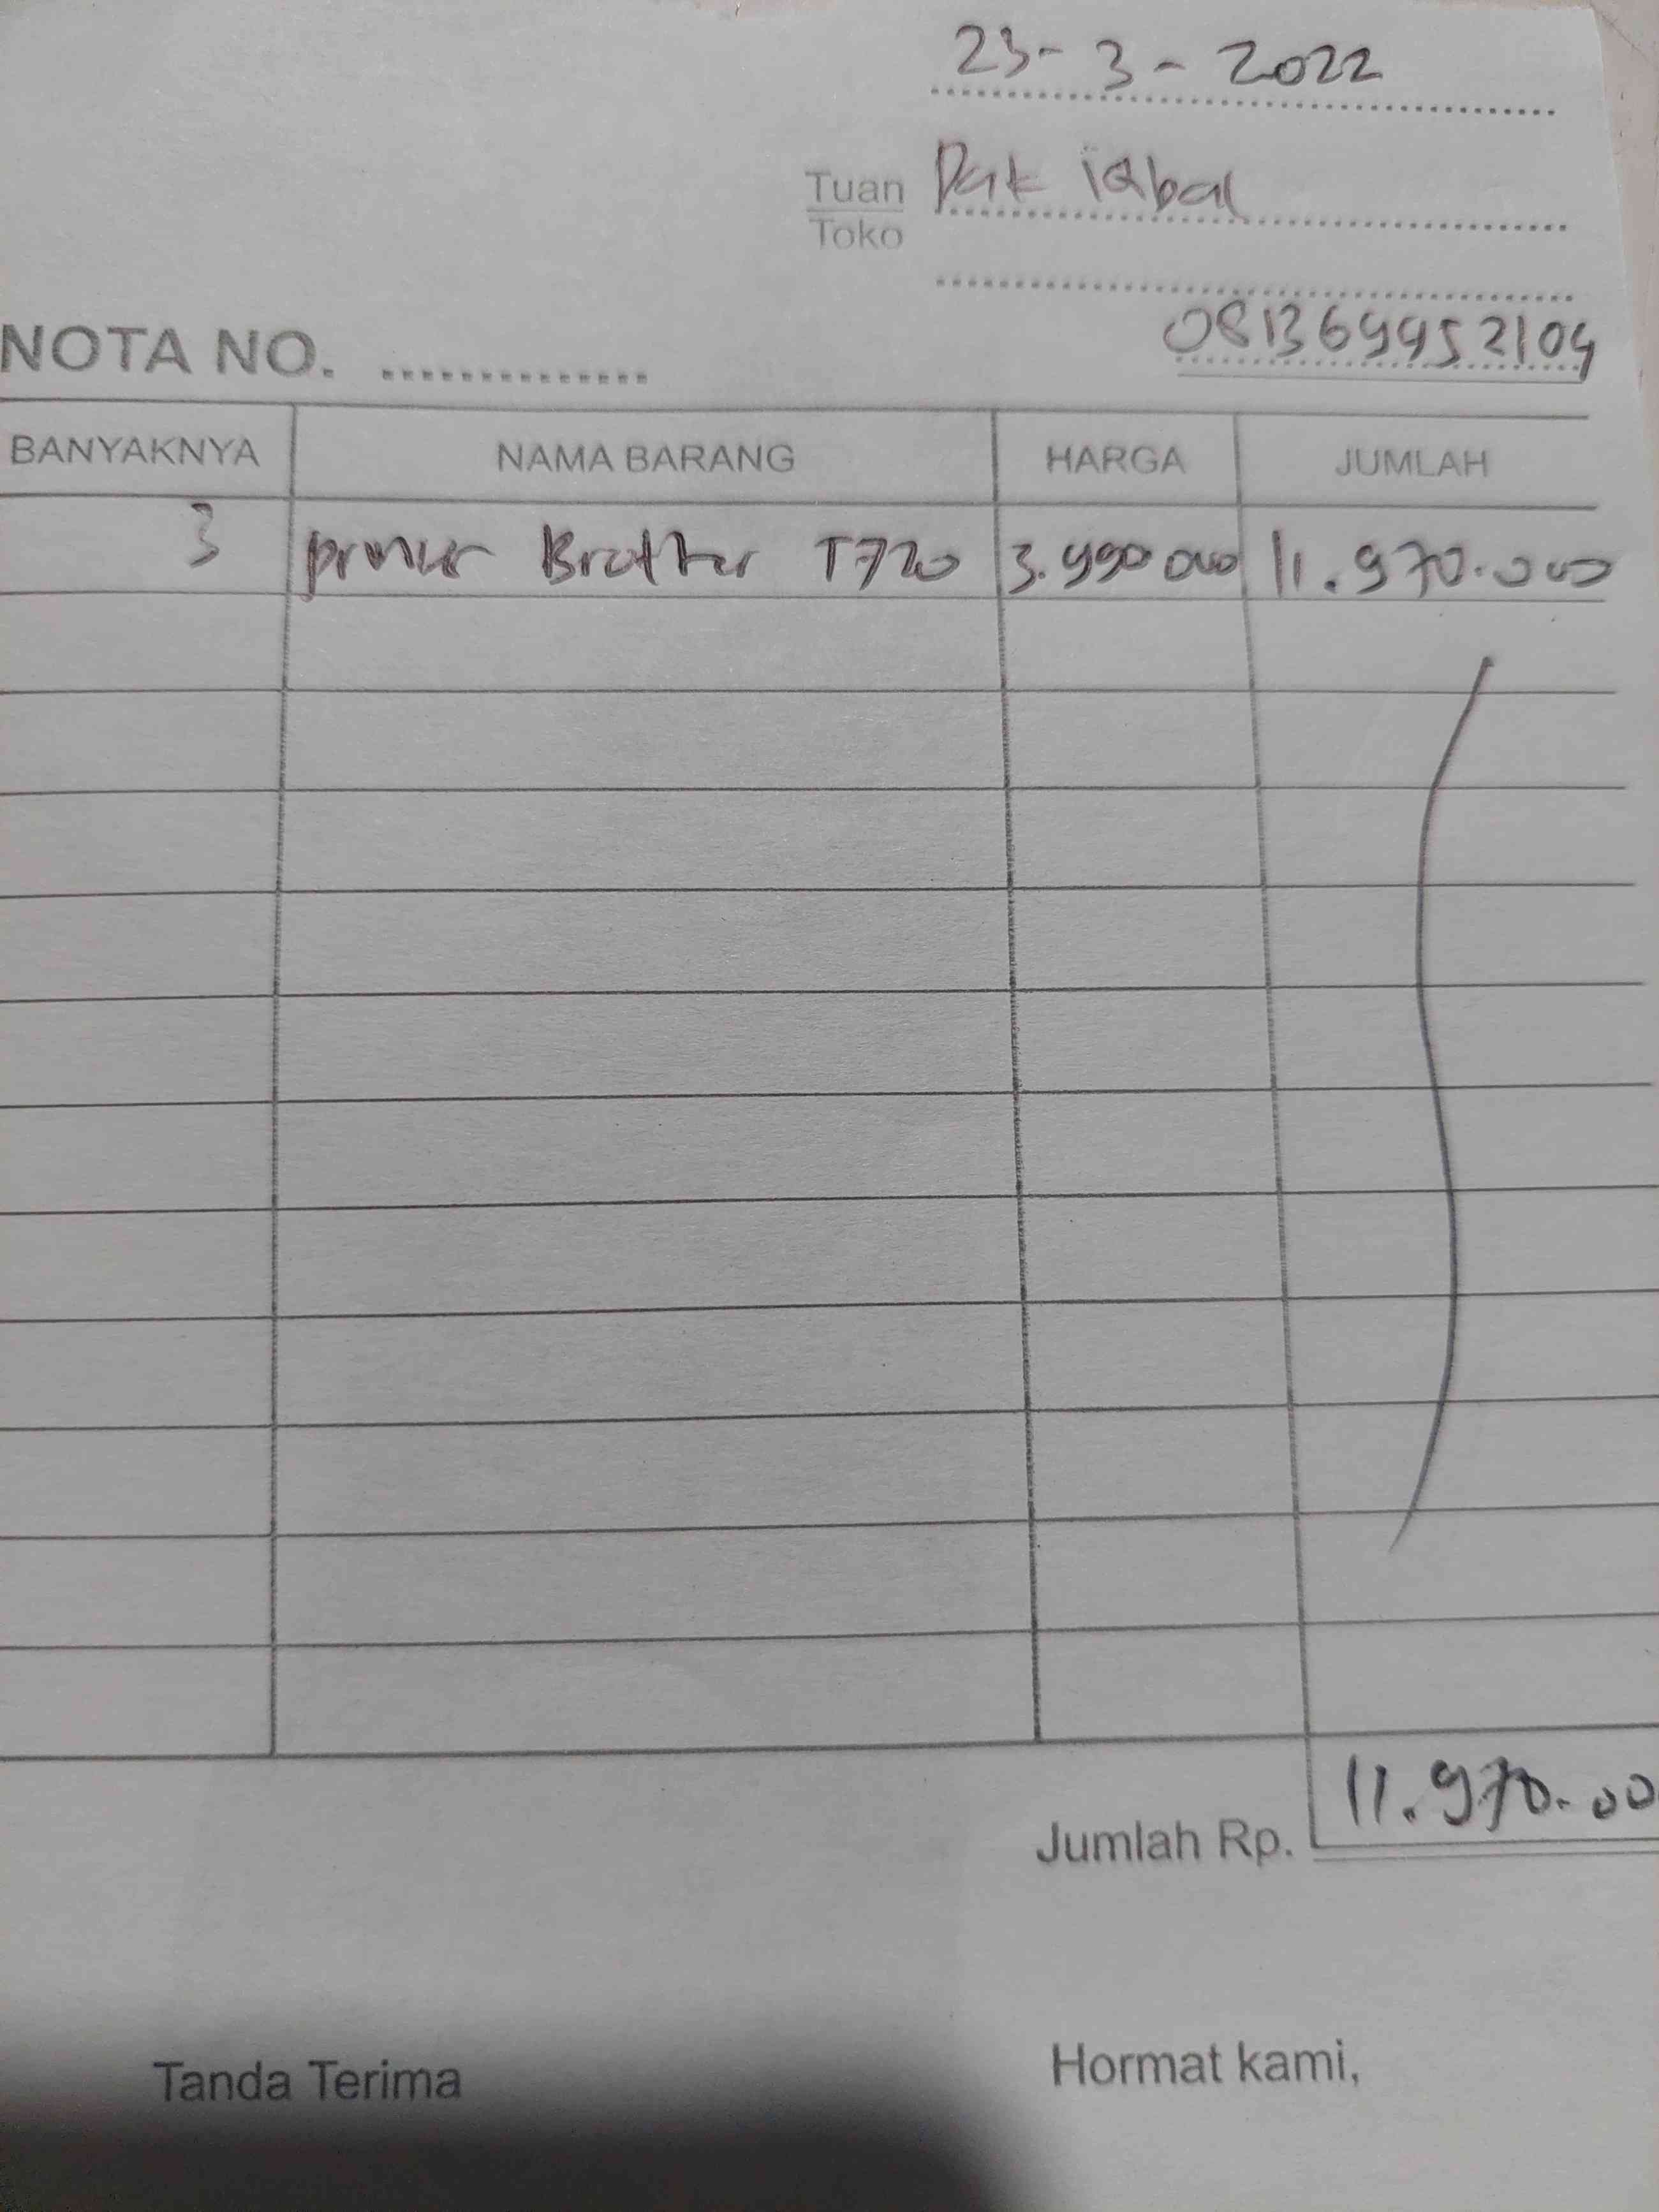 23-3-2022
Tuan Pak iqbal
Toko
NOTA NO. ..............
081369952109
BANYAKNYA NAMA BARANG HARGA JUMLAH
3 printer Brother T720 3.990.000 11.970.000
11.970.00
Jumlah Rp.
Tanda Terima Hormat kami,